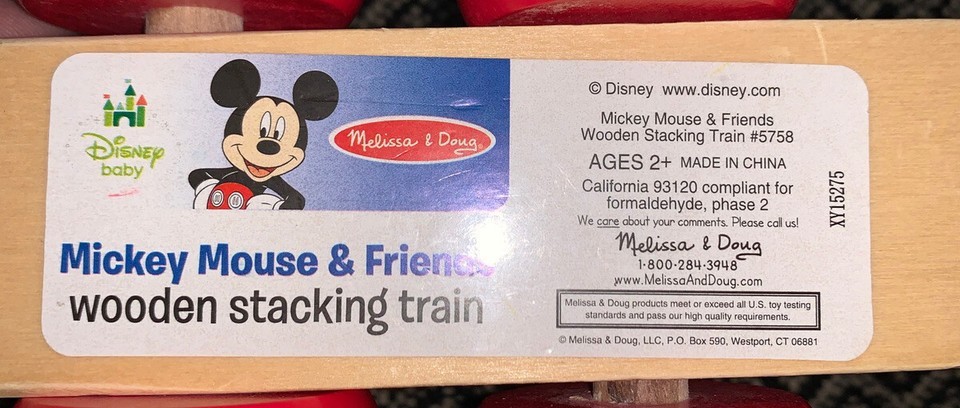 Disney
baby
Melissa & Doug
Mickey Mouse & Friends
wooden stacking train
© Disney www.disney.com
Mickey Mouse & Friends
Wooden Stacking Train #5758
AGES 2+ MADE IN CHINA
California 93120 compliant for
formaldehyde, phase 2
We care about your comments. Please call us!
Melissa & Doug
1·800·284·3948
www.MelissaAndDoug.com
Melissa & Doug products meet or exceed all U.S. toy testing
standards and pass our high quality requirements.
© Melissa & Doug, LLC, P.O. Box 590, Westport, CT 06881
XY15275